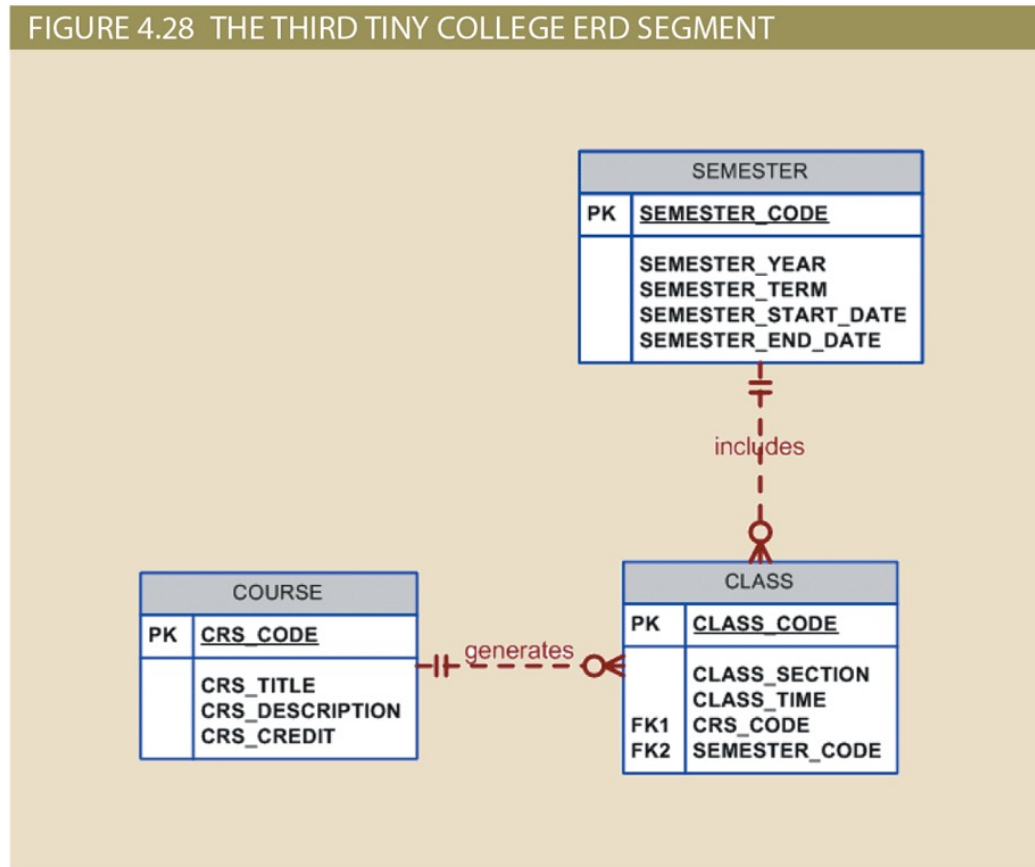 FIGURE 4.28 THE THIRD TINY COLLEGE ERD SEGMENT
SEMESTER
PK SEMESTER_CODE
SEMESTER_YEAR
SEMESTER_TERM
SEMESTER_START_DATE
SEMESTER_END_DATE
includes
COURSE
PK CRS_CODE
CRS_TITLE
CRS_DESCRIPTION
CRS_CREDIT
generates
CLASS
PK CLASS_CODE
CLASS_SECTION
CLASS_TIME
FK1 CRS_CODE
FK2 SEMESTER_CODE